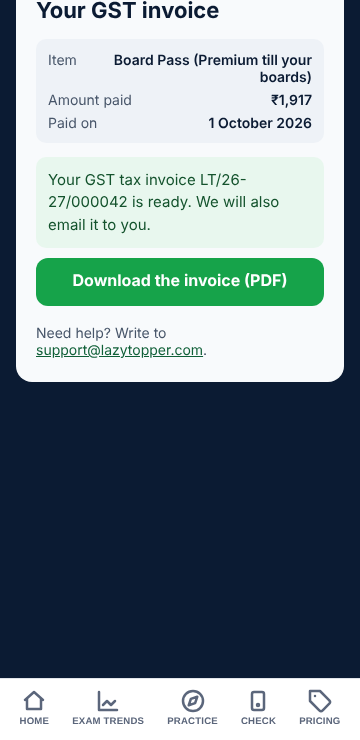 Your GST invoice
Item Board Pass (Premium till your
boards)
Amount paid ₹1,917
Paid on 1 October 2026
Your GST tax invoice LT/26-
27/000042 is ready. We will also
email it to you.
Download the invoice (PDF)
Need help? Write to
support@lazytopper.com.
HOME EXAM TRENDS PRACTICE CHECK PRICING